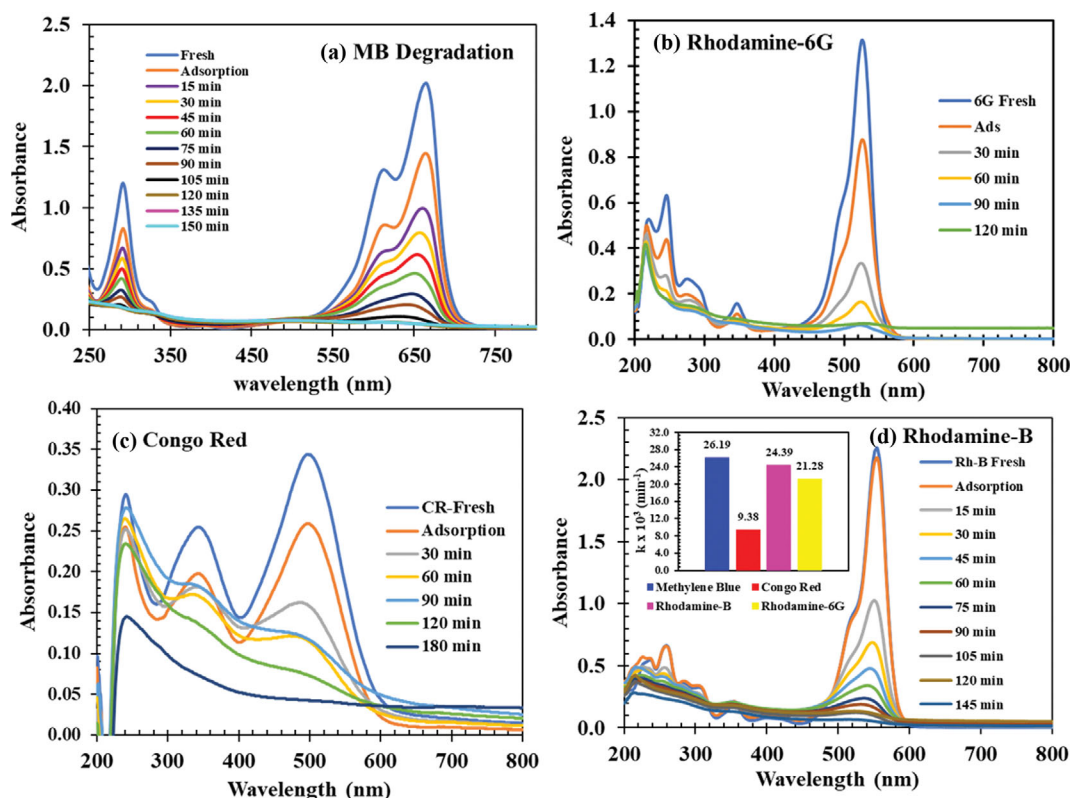 (a) MB Degradation
Absorbance
2.5
2.0
1.5
1.0
0.5
0.0
Fresh
Adsorption
15 min
30 min
45 min
60 min
75 min
90 min
105 min
120 min
135 min
150 min
250
350
450
550
650
750
wavelength (nm)
(b) Rhodamine-6G
Absorbance
1.4
1.2
1.0
0.8
0.6
0.4
0.2
0.0
6G Fresh
Ads
30 min
60 min
90 min
120 min
200
300
400
500
600
700
800
Wavelength (nm)
(c) Congo Red
Absorbance
0.40
0.35
0.30
0.25
0.20
0.15
0.10
0.05
0.00
CR-Fresh
Adsorption
30 min
60 min
90 min
120 min
180 min
200
300
400
500
600
700
800
Wavelength (nm)
(d) Rhodamine-B
Absorbance
2.5
2.0
1.5
1.0
0.5
0.0
k x 10³ (min⁻¹)
32.0
28.0
24.0
20.0
16.0
12.0
8.0
4.0
0.0
26.19
9.38
24.39
21.28
Methylene Blue
Congo Red
Rhodamine-B
Rhodamine-6G
Rh-B Fresh
Adsorption
15 min
30 min
45 min
60 min
75 min
90 min
105 min
120 min
145 min
200
300
400
500
600
700
800
Wavelength (nm)